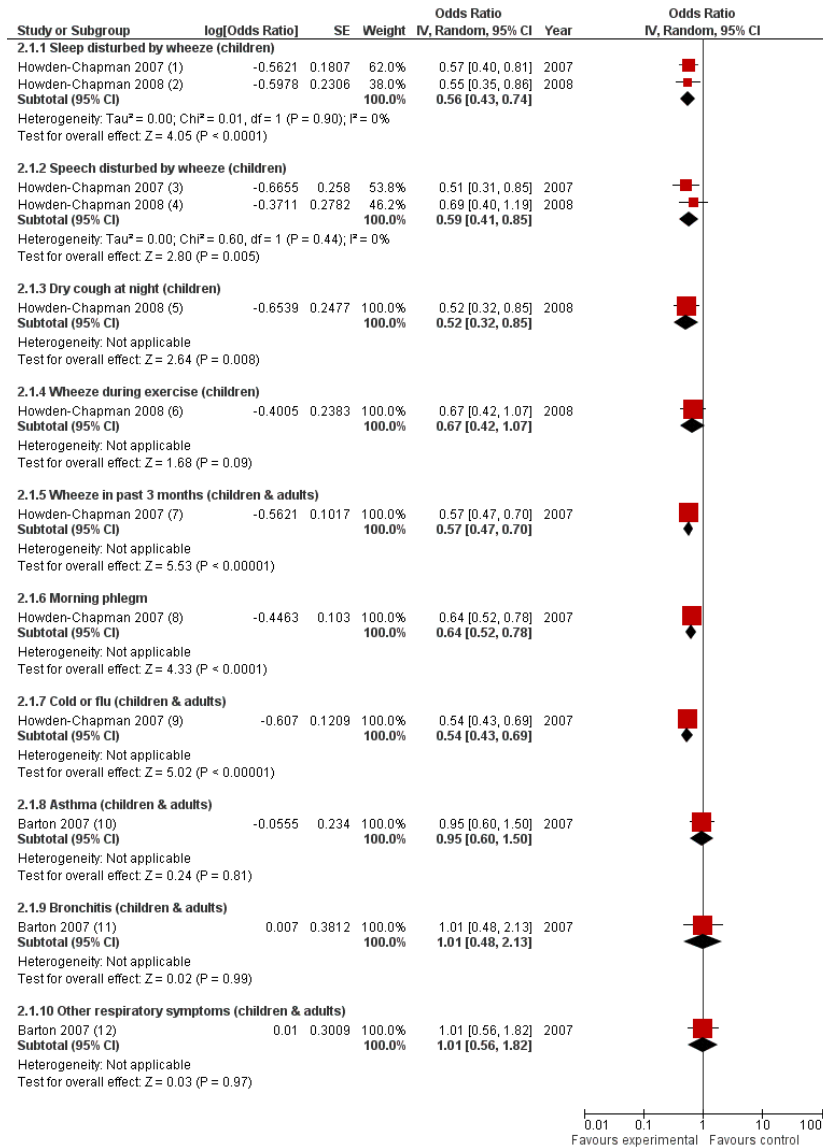 Odds Ratio Odds Ratio
Study or Subgroup log[Odds Ratio] SE Weight IV, Random, 95% CI Year IV, Random, 95% CI
2.1.1 Sleep disturbed by wheeze (children)
Howden-Chapman 2007 (1) -0.5621 0.1807 62.0% 0.57 [0.40, 0.81] 2007
Howden-Chapman 2008 (2) -0.5978 0.2306 38.0% 0.55 [0.35, 0.86] 2008
Subtotal (95% CI) 100.0% 0.56 [0.43, 0.74]
Heterogeneity: Tau² = 0.00; Chi² = 0.01, df = 1 (P = 0.90); I² = 0%
Test for overall effect: Z = 4.05 (P < 0.0001)
2.1.2 Speech disturbed by wheeze (children)
Howden-Chapman 2007 (3) -0.6655 0.258 53.8% 0.51 [0.31, 0.85] 2007
Howden-Chapman 2008 (4) -0.3711 0.2782 46.2% 0.69 [0.40, 1.19] 2008
Subtotal (95% CI) 100.0% 0.59 [0.41, 0.85]
Heterogeneity: Tau² = 0.00; Chi² = 0.60, df = 1 (P = 0.44); I² = 0%
Test for overall effect: Z = 2.80 (P = 0.005)
2.1.3 Dry cough at night (children)
Howden-Chapman 2008 (5) -0.6539 0.2477 100.0% 0.52 [0.32, 0.85] 2008
Subtotal (95% CI) 100.0% 0.52 [0.32, 0.85]
Heterogeneity: Not applicable
Test for overall effect: Z = 2.64 (P = 0.008)
2.1.4 Wheeze during exercise (children)
Howden-Chapman 2008 (6) -0.4005 0.2383 100.0% 0.67 [0.42, 1.07] 2008
Subtotal (95% CI) 100.0% 0.67 [0.42, 1.07]
Heterogeneity: Not applicable
Test for overall effect: Z = 1.68 (P = 0.09)
2.1.5 Wheeze in past 3 months (children & adults)
Howden-Chapman 2007 (7) -0.5621 0.1017 100.0% 0.57 [0.47, 0.70] 2007
Subtotal (95% CI) 100.0% 0.57 [0.47, 0.70]
Heterogeneity: Not applicable
Test for overall effect: Z = 5.53 (P < 0.00001)
2.1.6 Morning phlegm
Howden-Chapman 2007 (8) -0.4463 0.103 100.0% 0.64 [0.52, 0.78] 2007
Subtotal (95% CI) 100.0% 0.64 [0.52, 0.78]
Heterogeneity: Not applicable
Test for overall effect: Z = 4.33 (P < 0.0001)
2.1.7 Cold or flu (children & adults)
Howden-Chapman 2007 (9) -0.607 0.1209 100.0% 0.54 [0.43, 0.69] 2007
Subtotal (95% CI) 100.0% 0.54 [0.43, 0.69]
Heterogeneity: Not applicable
Test for overall effect: Z = 5.02 (P < 0.00001)
2.1.8 Asthma (children & adults)
Barton 2007 (10) -0.0555 0.234 100.0% 0.95 [0.60, 1.50] 2007
Subtotal (95% CI) 100.0% 0.95 [0.60, 1.50]
Heterogeneity: Not applicable
Test for overall effect: Z = 0.24 (P = 0.81)
2.1.9 Bronchitis (children & adults)
Barton 2007 (11) 0.007 0.3812 100.0% 1.01 [0.48, 2.13] 2007
Subtotal (95% CI) 100.0% 1.01 [0.48, 2.13]
Heterogeneity: Not applicable
Test for overall effect: Z = 0.02 (P = 0.99)
2.1.10 Other respiratory symptoms (children & adults)
Barton 2007 (12) 0.01 0.3009 100.0% 1.01 [0.56, 1.82] 2007
Subtotal (95% CI) 100.0% 1.01 [0.56, 1.82]
Heterogeneity: Not applicable
Test for overall effect: Z = 0.03 (P = 0.97)
0.01 0.1 1 10 100
Favours experimental Favours control